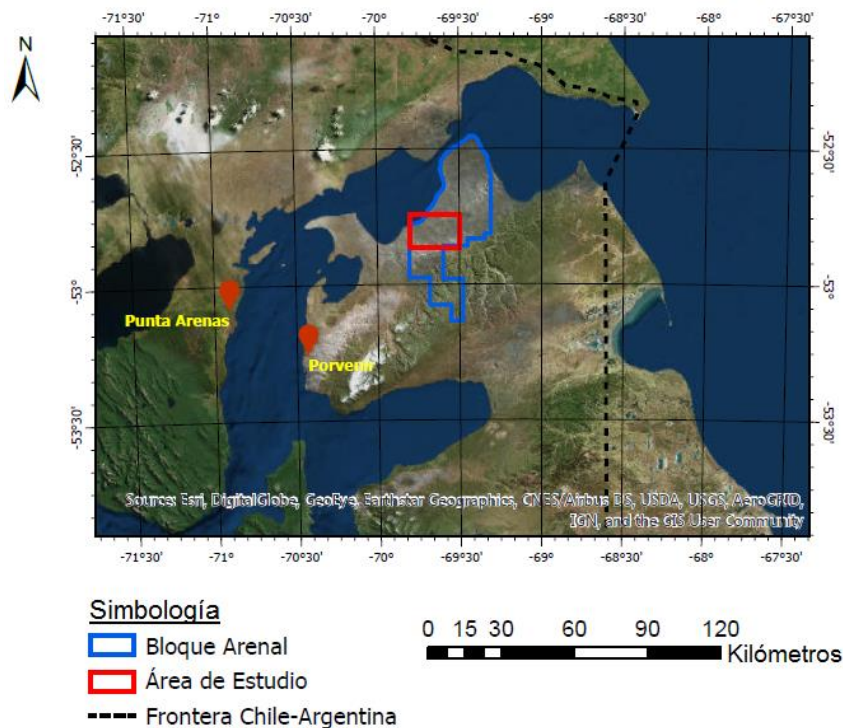 -71°30' -71° -70°30' -70° -69°30' -69° -68°30' -68° -67°30'
N
-52°30' -52°30'
-53° -53°
Punta Arenas
Porvenir
-53°30' -53°30'
Source: Esri, DigitalGlobe, GeoEye, Earthstar Geographics, CNES/Airbus DS, USDA, USGS, AeroGRID,
IGN, and the GIS User Community
-71°30' -71° -70°30' -70° -69°30' -69° -68°30' -68° -67°30'
Simbología
Bloque Arenal
Área de Estudio
Frontera Chile-Argentina
0 15 30 60 90 120
Kilómetros